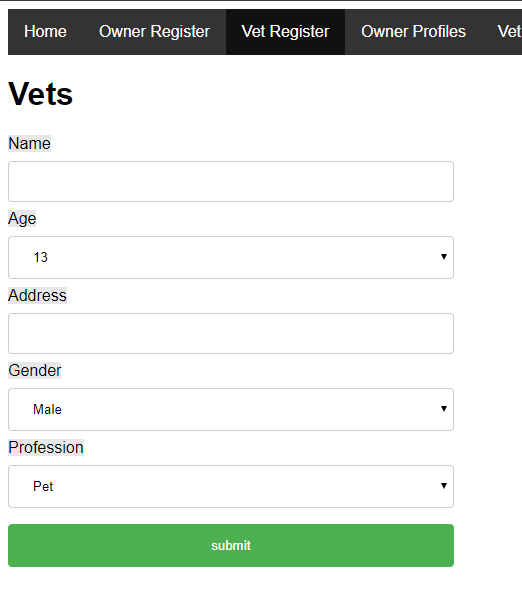 Home Owner Register Vet Register Owner Profiles Vet
Vets
Name
Age
13
Address
Gender
Male
Profession
Pet
submit